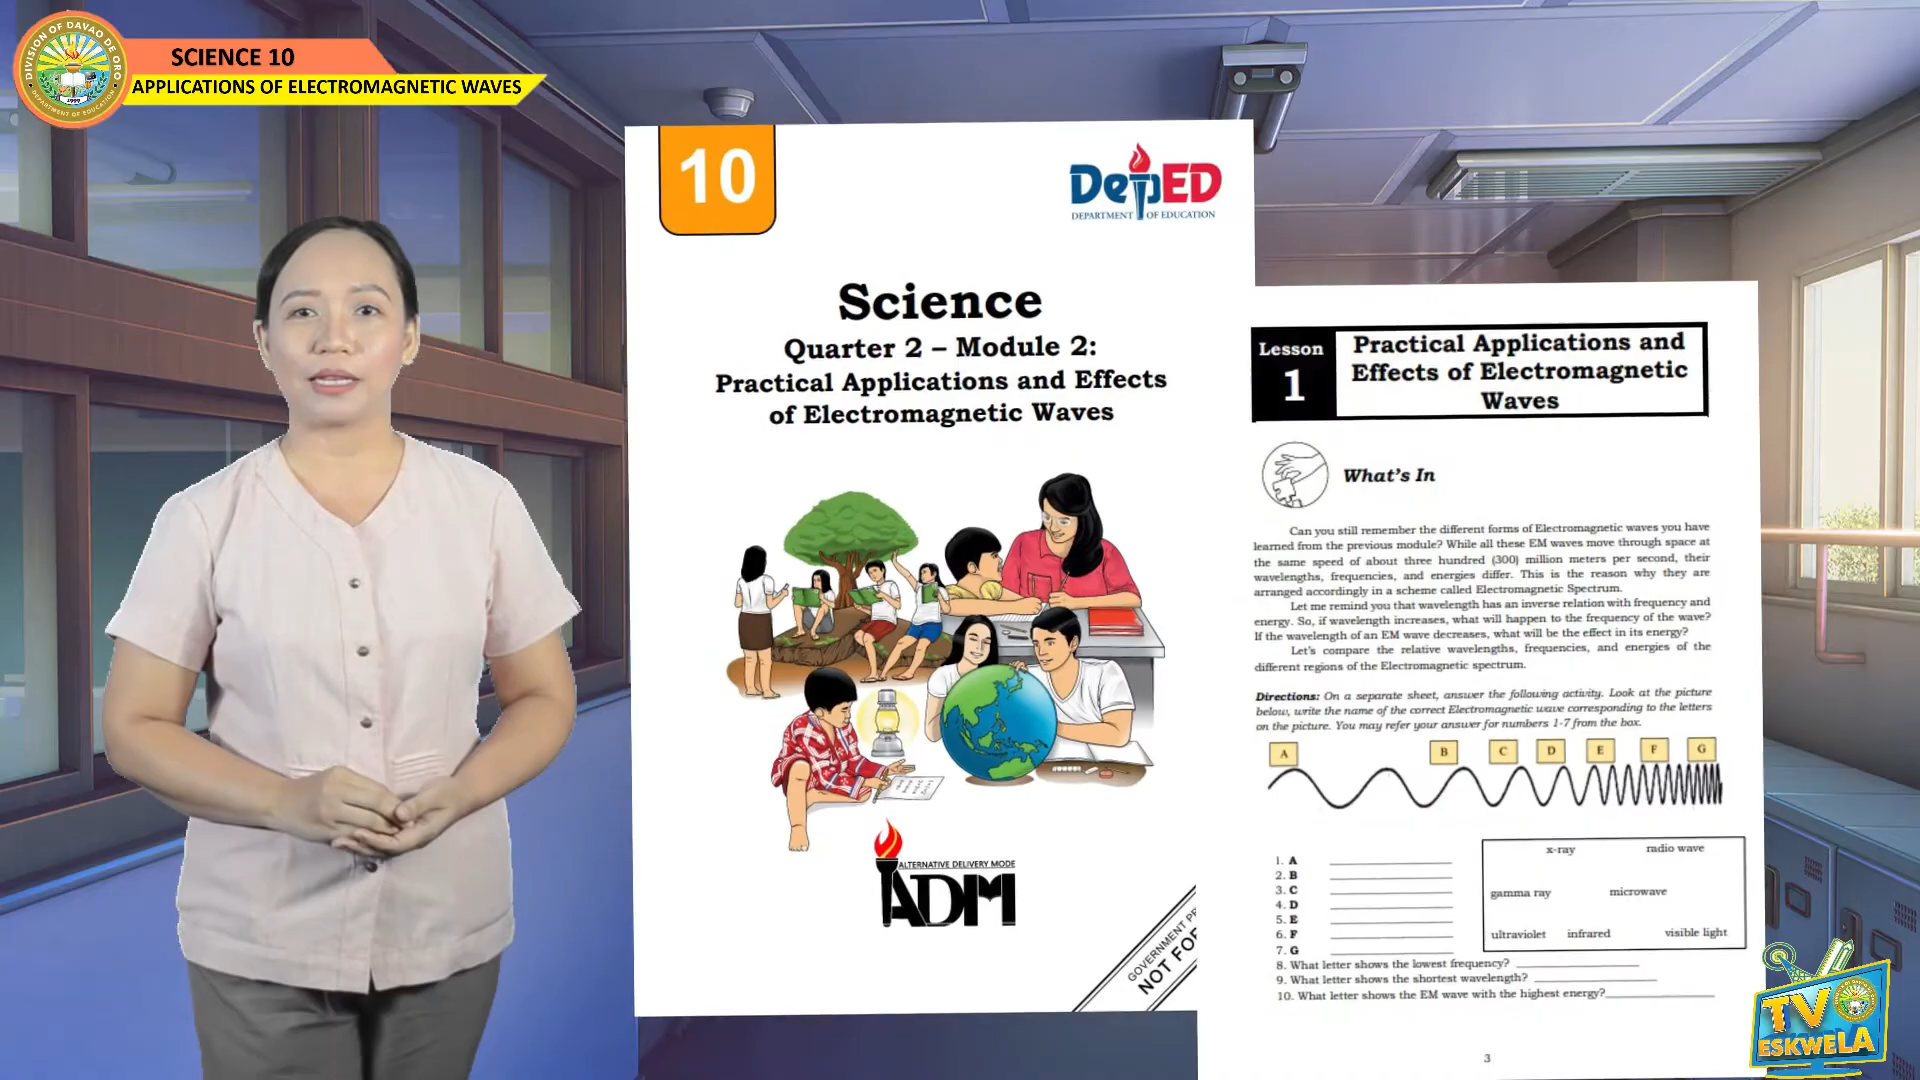 DIVISION OF DAVAO DE ORO
DEPARTMENT OF EDUCATION
SCIENCE 10
APPLICATIONS OF ELECTROMAGNETIC WAVES
10
DepED
DEPARTMENT OF EDUCATION
Science
Quarter 2 – Module 2:
Practical Applications and Effects
of Electromagnetic Waves
ALTERNATIVE DELIVERY MODE
ADM
GOVERNMENT PR
NOT FOR
Lesson
1
Practical Applications and
Effects of Electromagnetic
Waves
What's In
Can you still remember the different forms of Electromagnetic waves you have
learned from the previous module? While all these EM waves move through space at
the same speed of about three hundred (300) million meters per second, their
wavelengths, frequencies, and energies differ. This is the reason why they are
arranged accordingly in a scheme called Electromagnetic Spectrum.
Let me remind you that wavelength has an inverse relation with frequency and
energy. So, if wavelength increases, what will happen to the frequency of the wave?
If the wavelength of an EM wave decreases, what will be the effect in its energy?
Let's compare the relative wavelengths, frequencies, and energies of the
different regions of the Electromagnetic spectrum.
Directions: On a separate sheet, answer the following activity. Look at the picture
below, write the name of the correct Electromagnetic wave corresponding to the letters
on the picture. You may refer your answer for numbers 1-7 from the box.
A B C D E F G
1. A
2. B
3. C
4. D
5. E
6. F
7. G
x-ray radio wave
gamma ray microwave
ultraviolet infrared visible light
8. What letter shows the lowest frequency?
9. What letter shows the shortest wavelength?
10. What letter shows the EM wave with the highest energy?
3
TV
ESKWELA